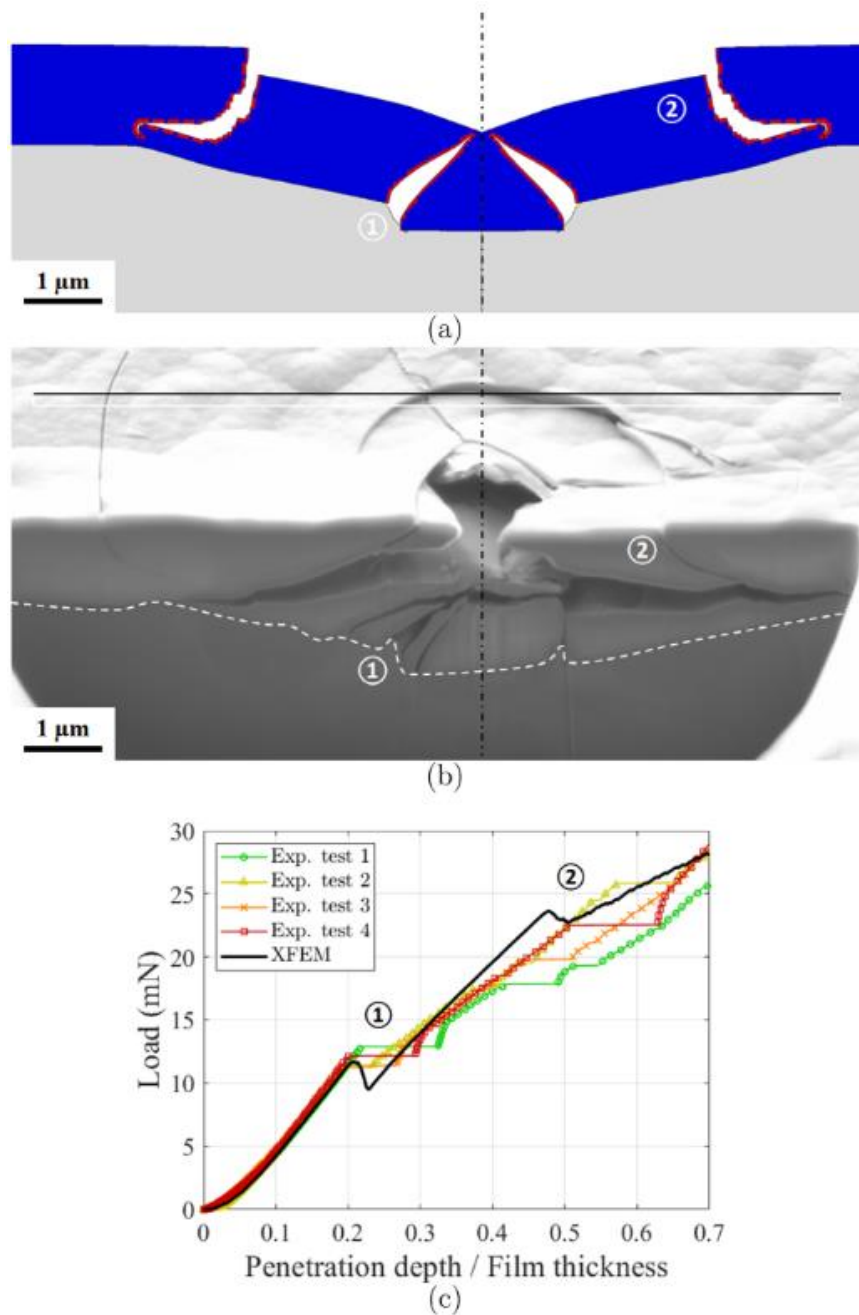 ②
①
1 µm
(a)
②
①
1 µm
(b)
30
25
20
15
10
5
0
Load (mN)
Exp. test 1
Exp. test 2
Exp. test 3
Exp. test 4
XFEM
①
②
0 0.1 0.2 0.3 0.4 0.5 0.6 0.7
Penetration depth / Film thickness
(c)